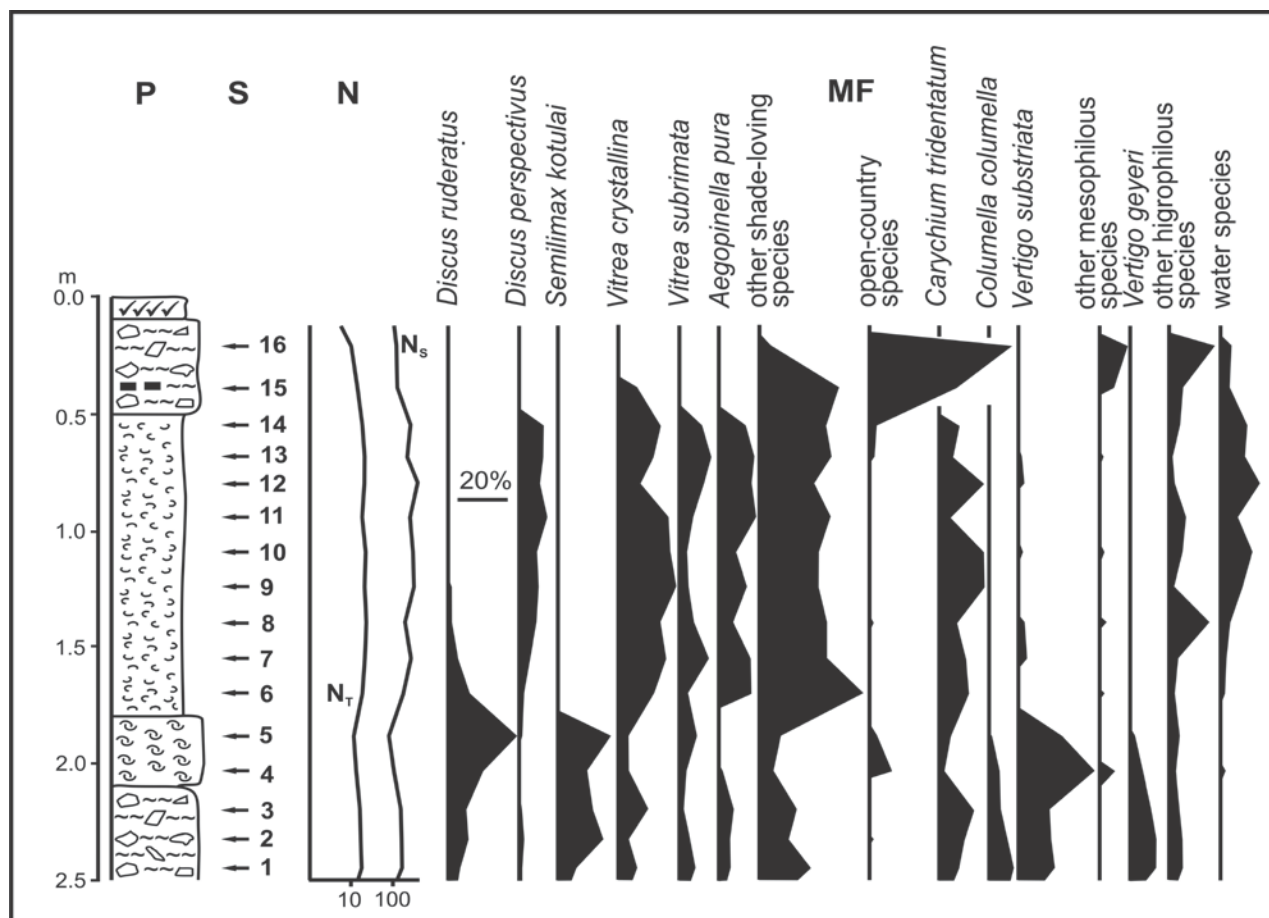 P
S
N
MF
Discus ruderatus
Discus perspectivus
Semilimax kotulai
Vitrea crystallina
Vitrea subrimata
Aegopinella pura
other shade-loving
species
open-country
species
Carychium tridentatum
Columella columella
Vertigo substriata
other mesophilous
species
Vertigo geyeri
other higrophilous
species
water species
m
0.0
0.5
1.0
1.5
2.0
2.5
16
15
14
13
12
11
10
9
8
7
6
5
4
3
2
1
NS
NT
20%
10
100